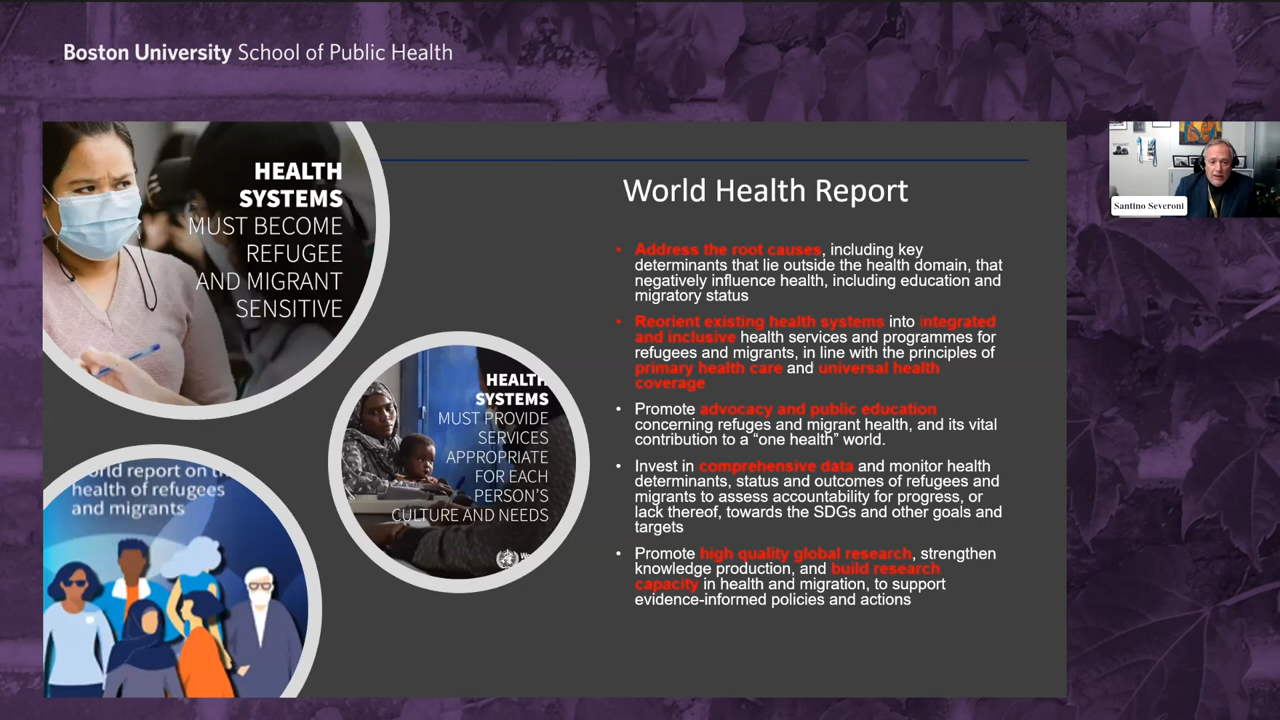 Boston University School of Public Health
HEALTH
SYSTEMS
MUST BECOME
REFUGEE
AND MIGRANT
SENSITIVE
World Health Report
Santino Severoni
• Address the root causes, including key
determinants that lie outside the health domain, that
negatively influence health, including education and
migratory status
• Reorient existing health systems into integrated
and inclusive health services and programmes for
refugees and migrants, in line with the principles of
primary health care and universal health
coverage
• Promote advocacy and public education
concerning refuges and migrant health, and its vital
contribution to a “one health” world.
• Invest in comprehensive data and monitor health
determinants, status and outcomes of refugees and
migrants to assess accountability for progress, or
lack thereof, towards the SDGs and other goals and
targets
• Promote high quality global research, strengthen
knowledge production, and build research
capacity in health and migration, to support
evidence-informed policies and actions
HEALTH
SYSTEMS
MUST PROVIDE
SERVICES
APPROPRIATE
FOR EACH
PERSON'S
CULTURE AND NEEDS
report on
health of refugees
and migrants